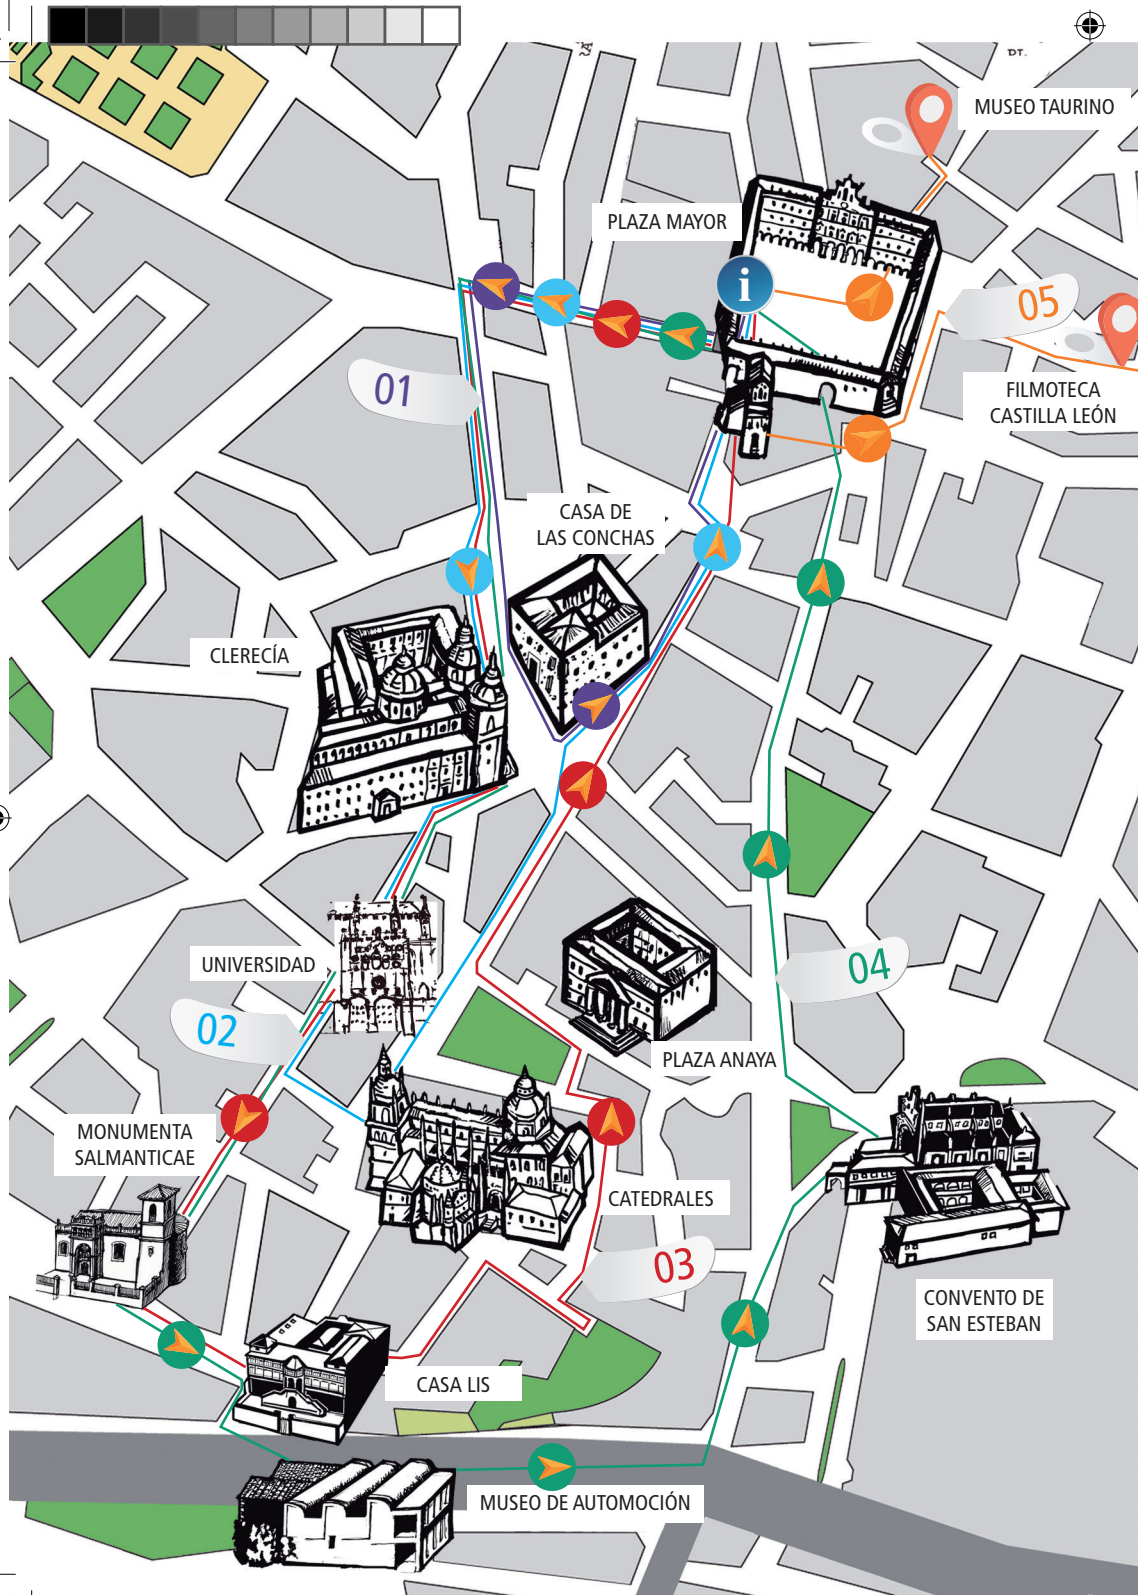 MUSEO TAURINO
PLAZA MAYOR
i
05
FILMOTECA
CASTILLA LEÓN
01
CASA DE
LAS CONCHAS
CLERECÍA
UNIVERSIDAD
04
02
PLAZA ANAYA
MONUMENTA
SALMANTICAE
CATEDRALES
03
CONVENTO DE
SAN ESTEBAN
CASA LIS
MUSEO DE AUTOMOCIÓN